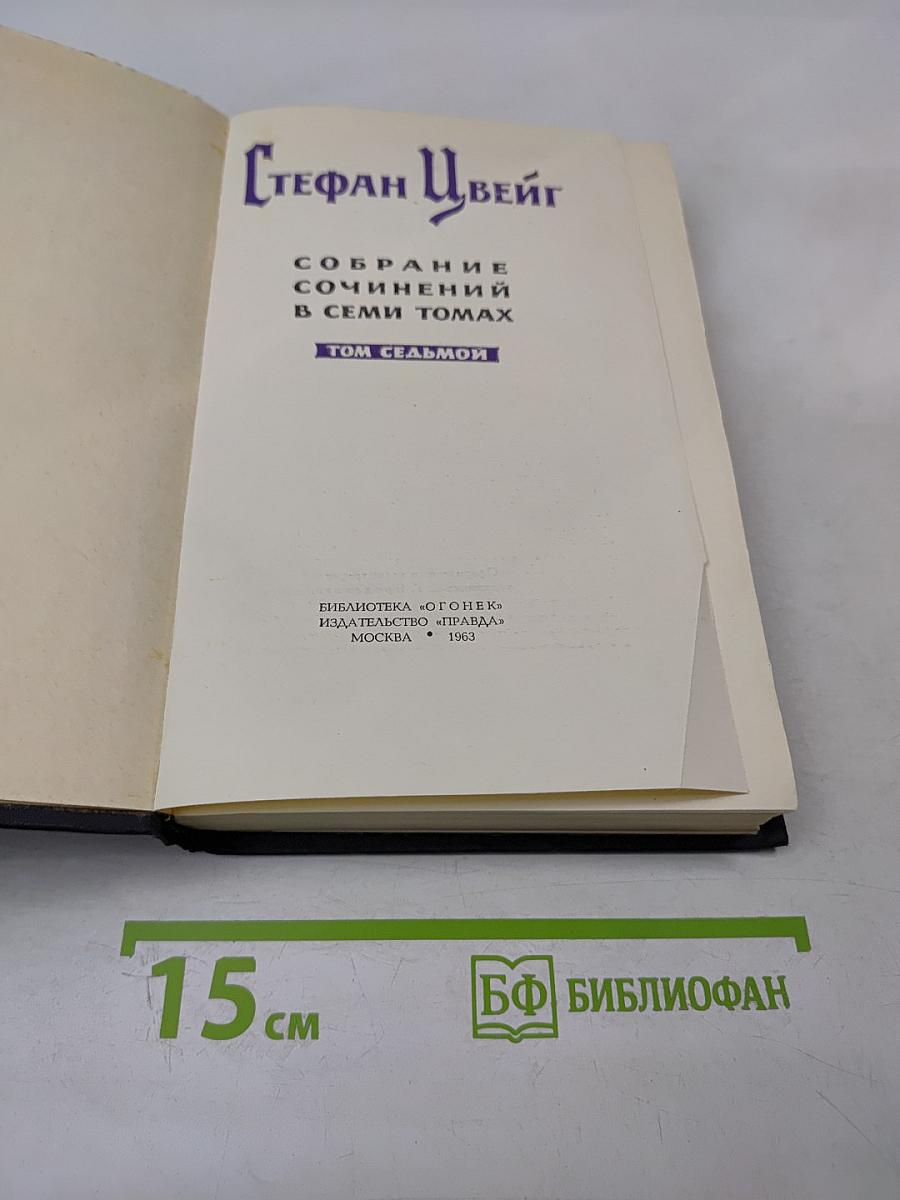 Стефан Цвейг
СОБРАНИЕ
СОЧИНЕНИЙ
В СЕМИ ТОМАХ
ТОМ СЕДЬМОЙ
БИБЛИОТЕКА «ОГОНЕК»
ИЗДАТЕЛЬСТВО «ПРАВДА»
МОСКВА • 1963
15 см
БФ БИБЛИОФАН